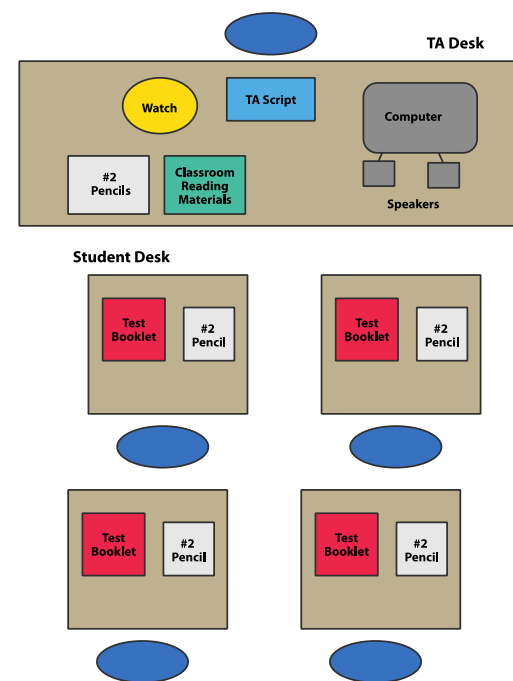 TA Desk
Watch
TA Script
Computer
#2
Pencils
Classroom
Reading
Materials
Speakers
Student Desk
Test
Booklet
#2
Pencil
Test
Booklet
#2
Pencil
Test
Booklet
#2
Pencil
Test
Booklet
#2
Pencil